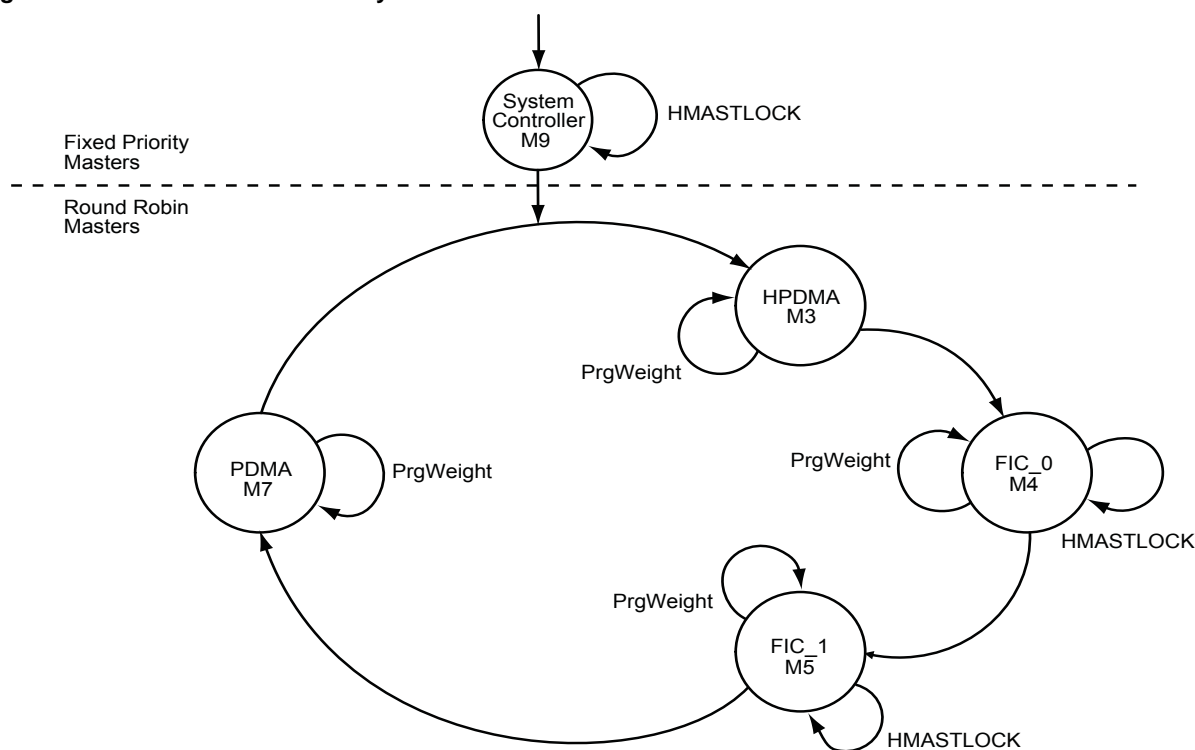 System
Controller
M9
HMASTLOCK
Fixed Priority
Masters
Round Robin
Masters
HPDMA
M3
PrgWeight
PDMA
M7
PrgWeight
PrgWeight
FIC_0
M4
HMASTLOCK
PrgWeight
FIC_1
M5
HMASTLOCK